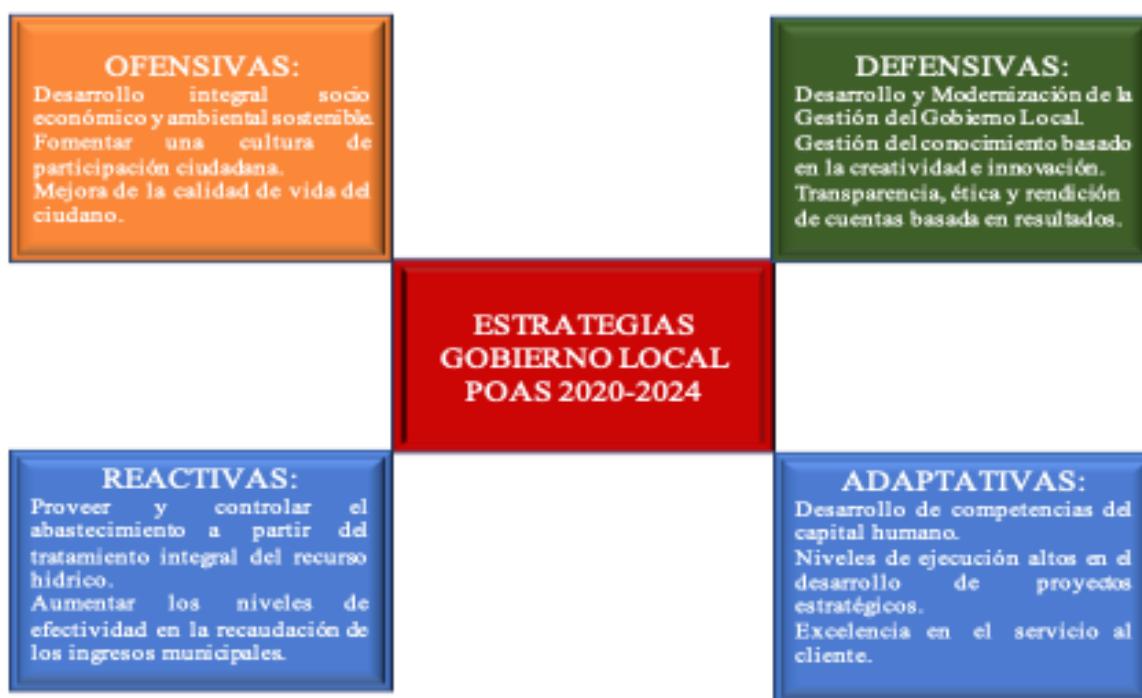 OFENSIVAS:
Desarrollo integral socio
económico y ambiental sostenible.
Fomentar una cultura de
participación ciudadana.
Mejora de la calidad de vida del
ciudano.
DEFENSIVAS:
Desarrollo y Modernización de la
Gestión del Gobierno Local.
Gestión del conocimiento basado
en la creatividad e innovación.
Transparencia, ética y rendición
de cuentas basada en resultados.
ESTRATEGIAS
GOBIERNO LOCAL
POAS 2020-2024
REACTIVAS:
Proveer y controlar el
abastecimiento a partir del
tratamiento integral del recurso
hídrico.
Aumentar los niveles de
efectividad en la recaudación de
los ingresos municipales.
ADAPTATIVAS:
Desarrollo de competencias del
capital humano.
Niveles de ejecución altos en el
desarrollo de proyectos
estratégicos.
Excelencia en el servicio al
cliente.